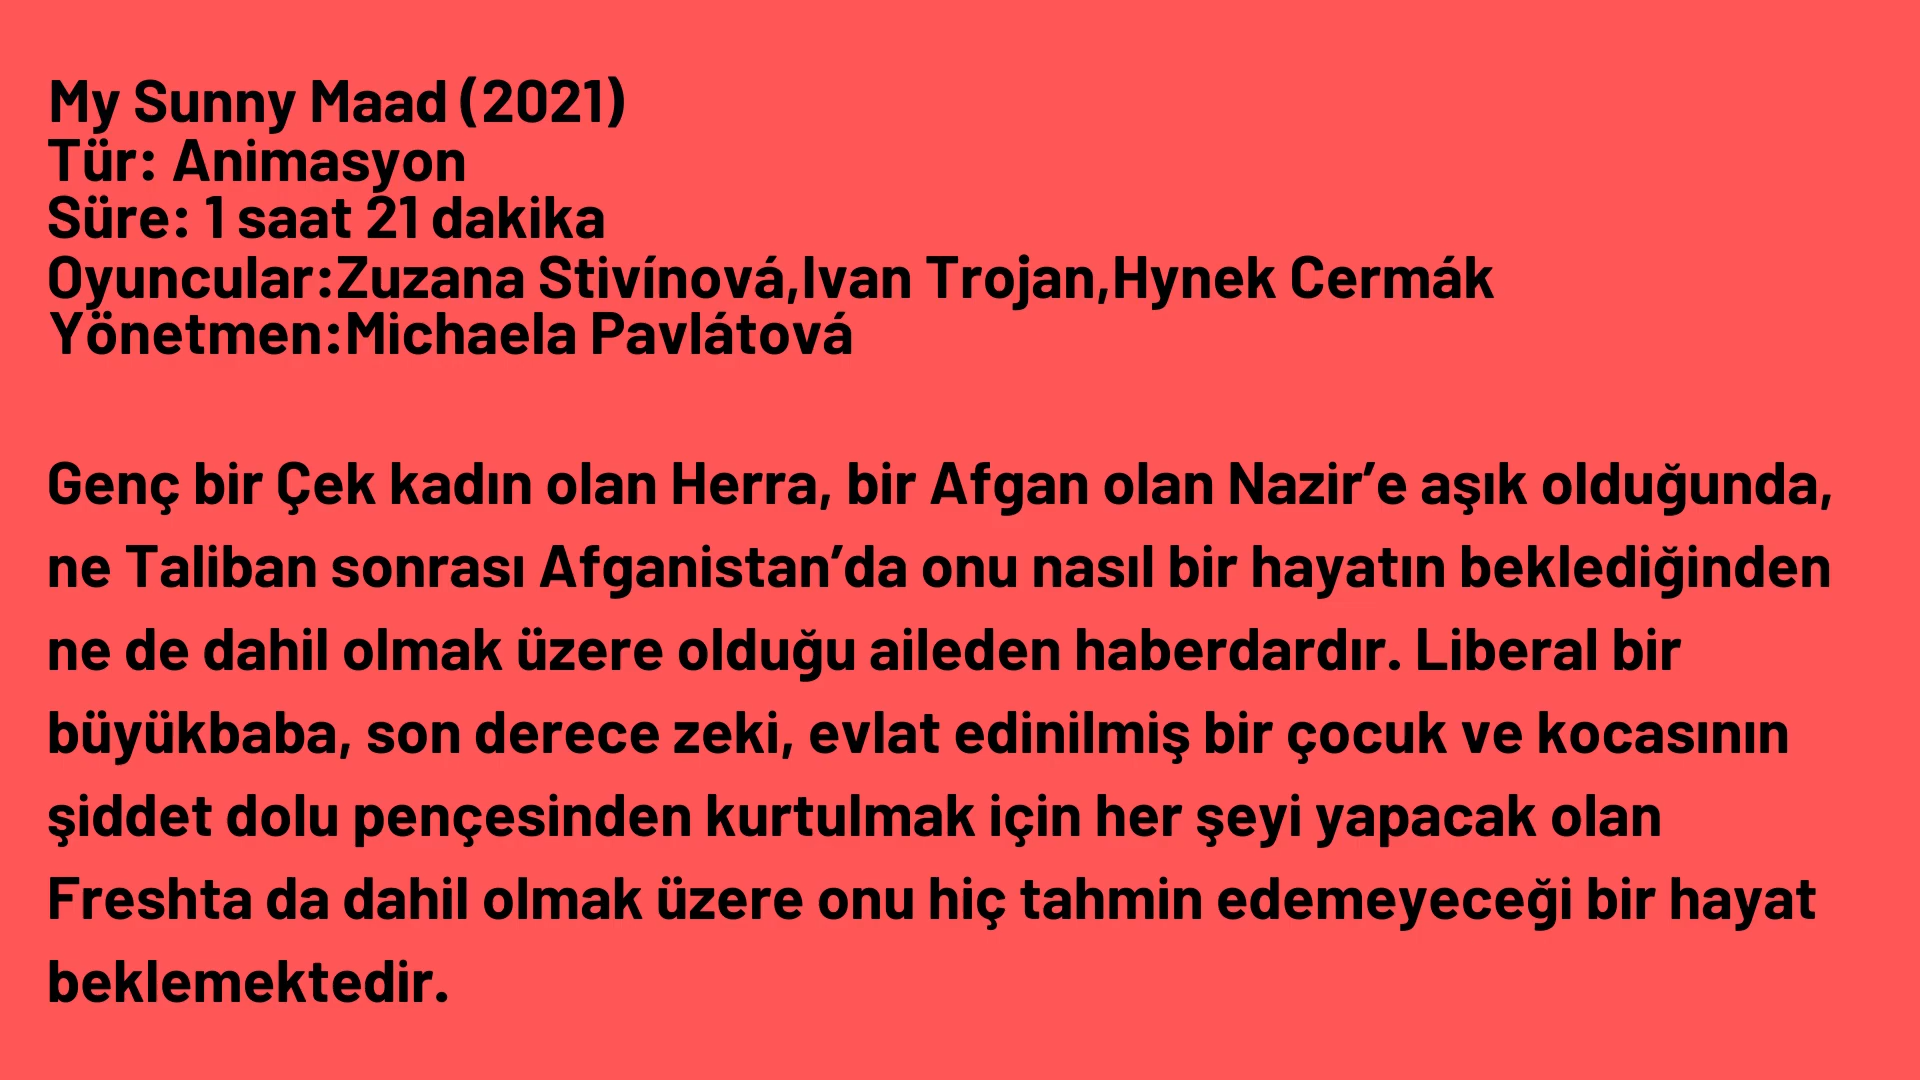 My Sunny Maad (2021)
Tür: Animasyon
Süre: 1 saat 21 dakika
Oyuncular:Zuzana Stivínová,Ivan Trojan,Hynek Cermák
Yönetmen:Michaela Pavlátová
Genç bir Çek kadın olan Herra, bir Afgan olan Nazir’e aşık olduğunda,
ne Taliban sonrası Afganistan’da onu nasıl bir hayatın beklediğinden
ne de dahil olmak üzere olduğu aileden haberdardır. Liberal bir
büyükbaba, son derece zeki, evlat edinilmiş bir çocuk ve kocasının
şiddet dolu pençesinden kurtulmak için her şeyi yapacak olan
Freshta da dahil olmak üzere onu hiç tahmin edemeyeceği bir hayat
beklemektedir.